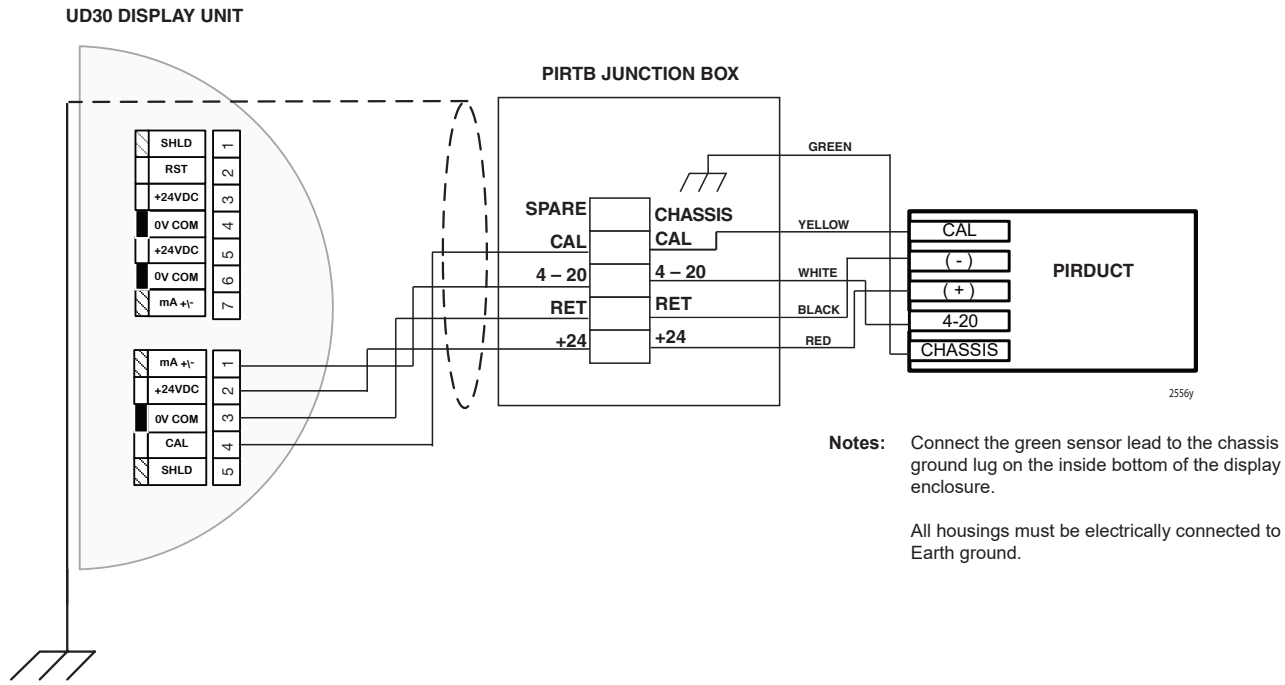 UD30 DISPLAY UNIT
PIRTB JUNCTION BOX
SHLD 1
RST 2
+24VDC 3
0V COM 4
+24VDC 5
0V COM 6
mA +\- 7
mA +\- 1
+24VDC 2
0V COM 3
CAL 4
SHLD 5
SPARE
CAL
4 – 20
RET
+24
CHASSIS
CAL
4 – 20
RET
+24
GREEN
YELLOW
WHITE
BLACK
RED
CAL
( - )
( + )
4-20
CHASSIS
PIRDUCT
2556y
Notes: Connect the green sensor lead to the chassis
ground lug on the inside bottom of the display
enclosure.
All housings must be electrically connected to
Earth ground.